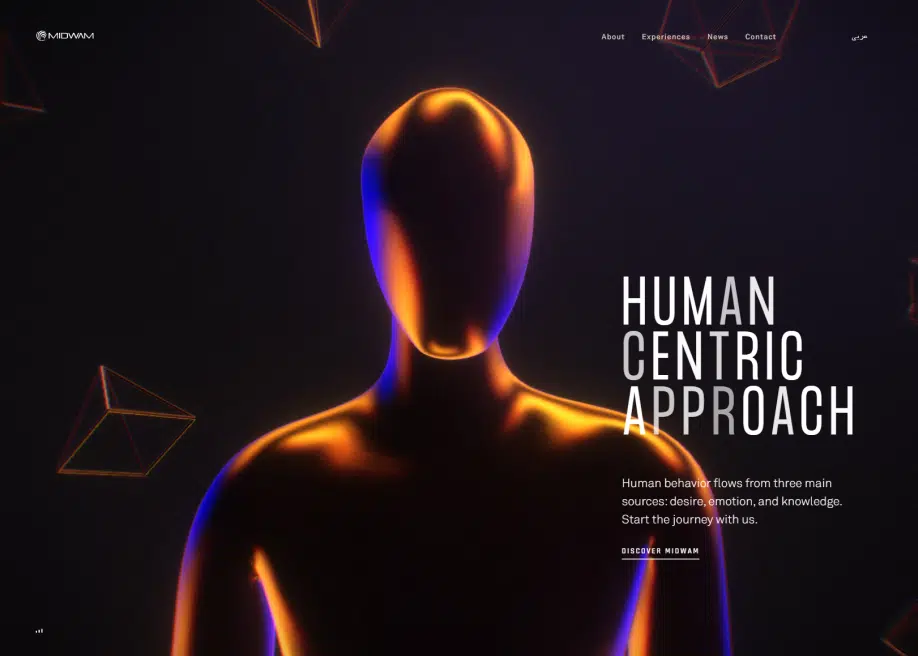 MIDWAM
About
Experiences
News
Contact
عربي
HUMAN
CENTRIC
APPROACH
Human behavior flows from three main
sources: desire, emotion, and knowledge.
Start the journey with us.
DISCOVER MIDWAM